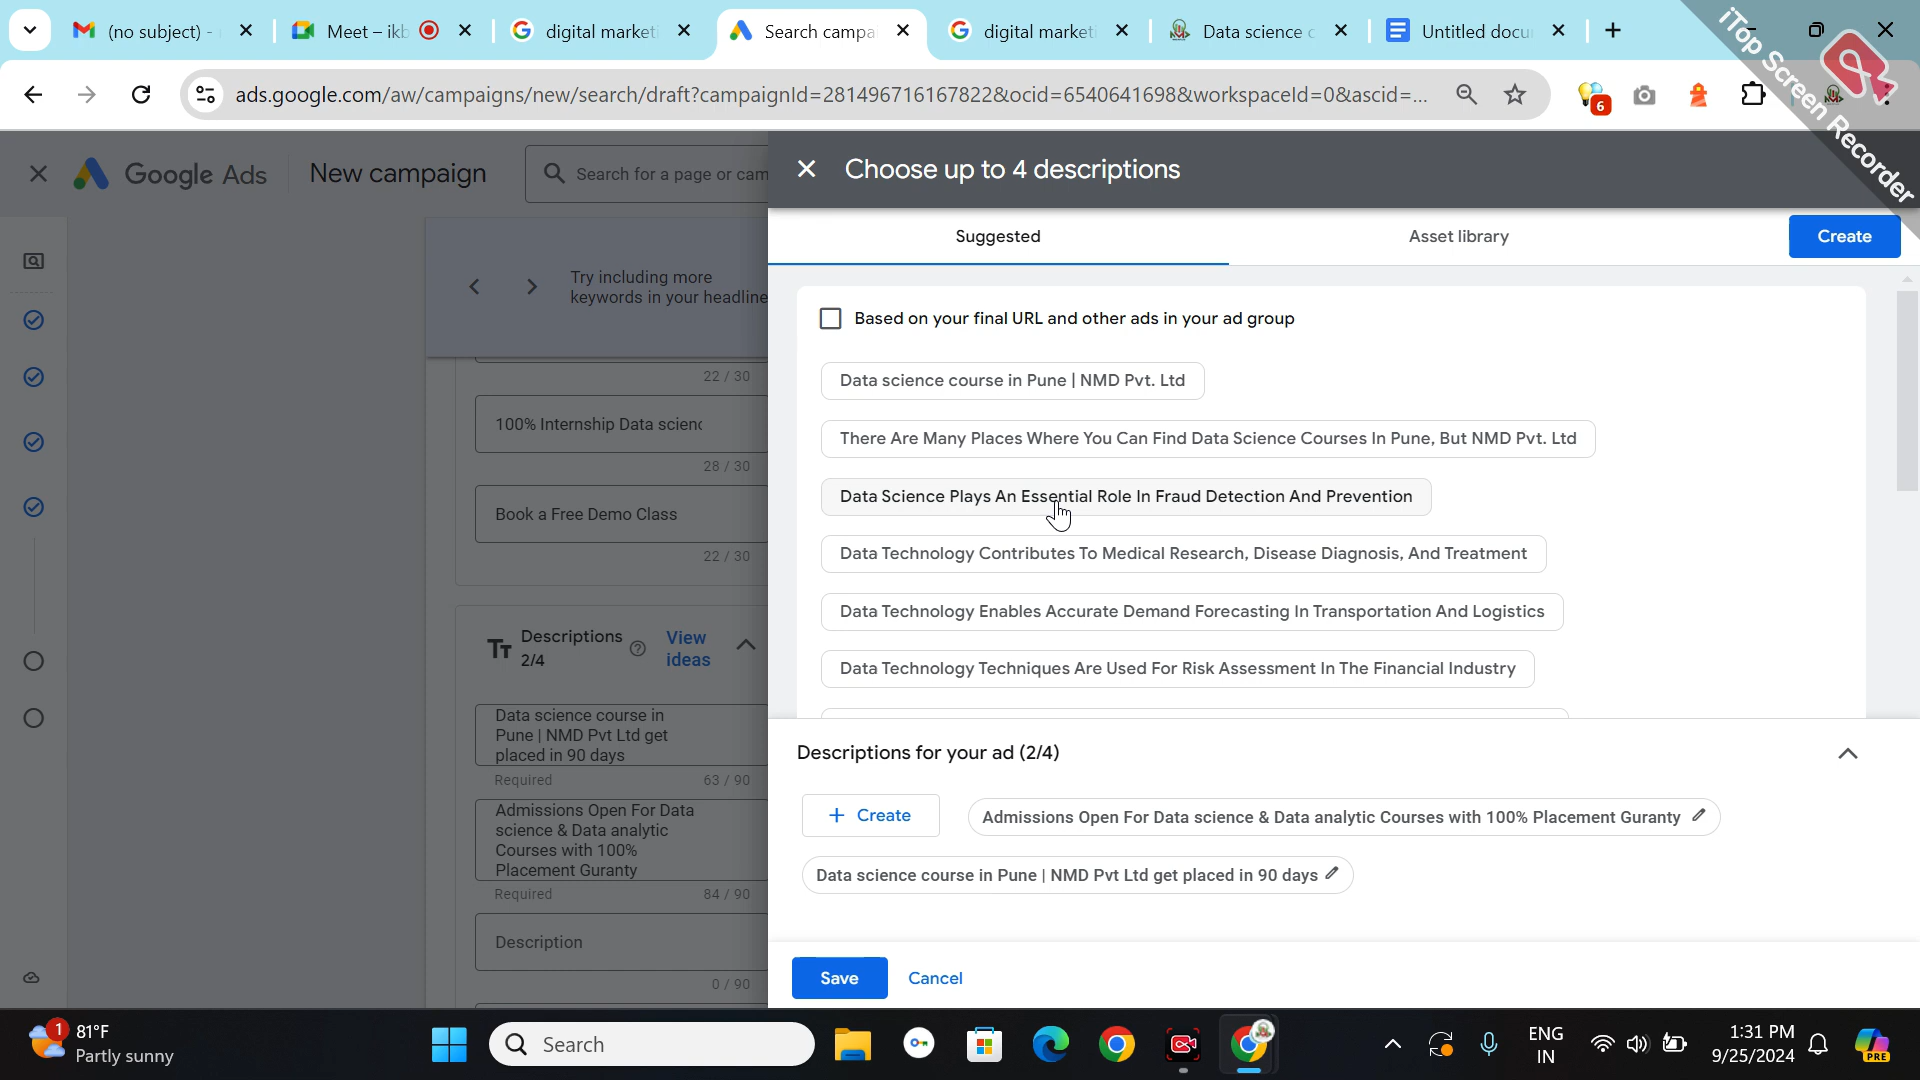 (no subject) -
Meet – ikb
digital market
Search campa
digital market
Data science c
Untitled docu
iTop Screen Recorder
ads.google.com/aw/campaigns/new/search/draft?campaignId=281496716167822&ocid=6540641698&workspaceId=0&ascid=...
6
Google Ads
New campaign
Search for a page or cam
Choose up to 4 descriptions
Suggested
Asset library
Create
Try including more
keywords in your headline
Based on your final URL and other ads in your ad group
Data science course in Pune | NMD Pvt. Ltd
There Are Many Places Where You Can Find Data Science Courses In Pune, But NMD Pvt. Ltd
Data Science Plays An Essential Role In Fraud Detection And Prevention
Data Technology Contributes To Medical Research, Disease Diagnosis, And Treatment
Data Technology Enables Accurate Demand Forecasting In Transportation And Logistics
Data Technology Techniques Are Used For Risk Assessment In The Financial Industry
22 / 30
100% Internship Data scienc
28 / 30
Book a Free Demo Class
22 / 30
Descriptions
2/4
View
ideas
Data science course in
Pune | NMD Pvt Ltd get
placed in 90 days
Required
63 / 90
Admissions Open For Data
science & Data analytic
Courses with 100%
Placement Guranty
Required
84 / 90
Description
0 / 90
Descriptions for your ad (2/4)
Create
Admissions Open For Data science & Data analytic Courses with 100% Placement Guranty
Data science course in Pune | NMD Pvt Ltd get placed in 90 days
Save
Cancel
1
81°F
Partly sunny
Search
ENG
IN
1:31 PM
9/25/2024
PRE